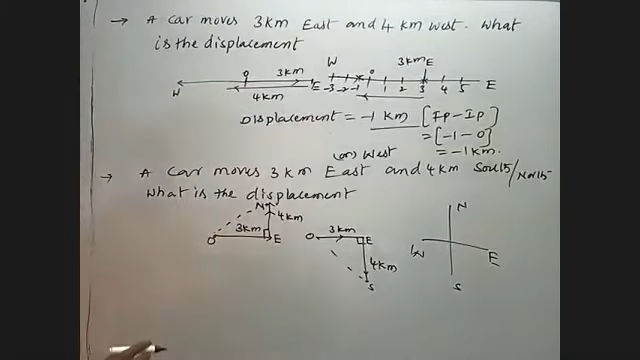 → A car moves 3km East and 4 km west. What
is the displacement
W 3km E
0 3km 0
W 4km E -3 -2 -1 1 2 3 4 5 E
Displacement = -1 km [Fp - Ip]
= [-1 - 0]
(or) West = -1 km.
→ A car moves 3 km East and 4 km South/North
What is the displacement
N 4km N
O 3km E O 3km E W E
4km
S S